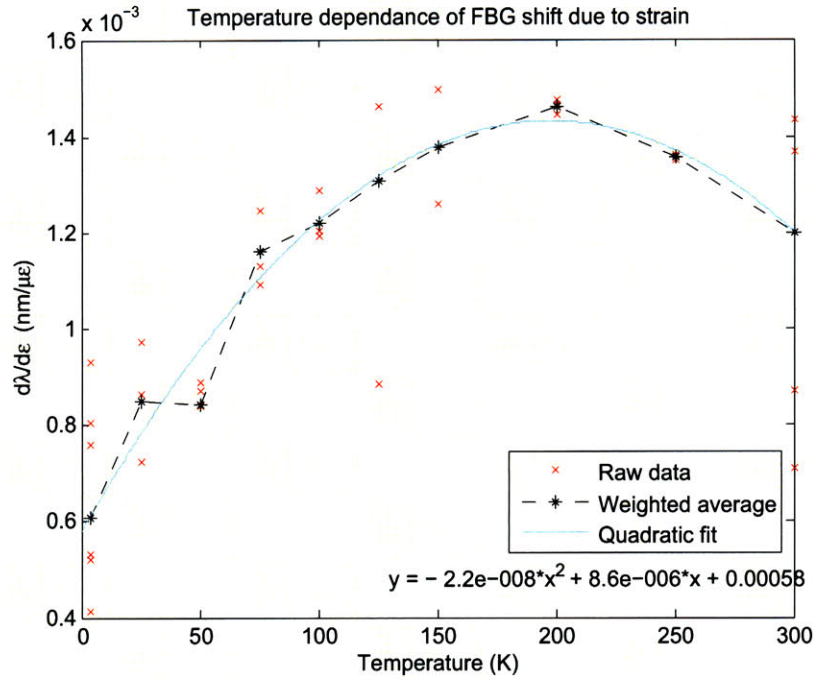 Temperature dependance of FBG shift due to strain
x 10⁻³
1.6
1.4
1.2
1
0.8
0.6
0.4
dλ/dε (nm/με)
0 50 100 150 200 250 300
Temperature (K)
Raw data
Weighted average
Quadratic fit
y = − 2.2e−008*x² + 8.6e−006*x + 0.00058